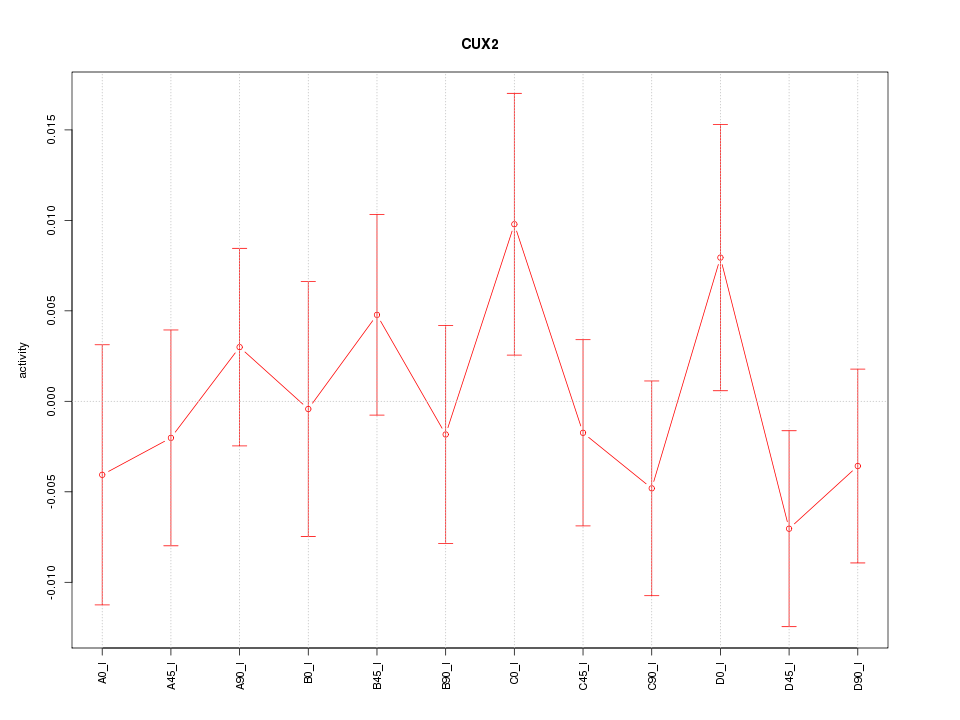 CUX2
activity
0.015
0.010
0.005
0.000
-0.005
-0.010
A0_I
A45_I
A90_I
B0_I
B45_I
B90_I
C0_I
C45_I
C90_I
D0_I
D45_I
D90_I